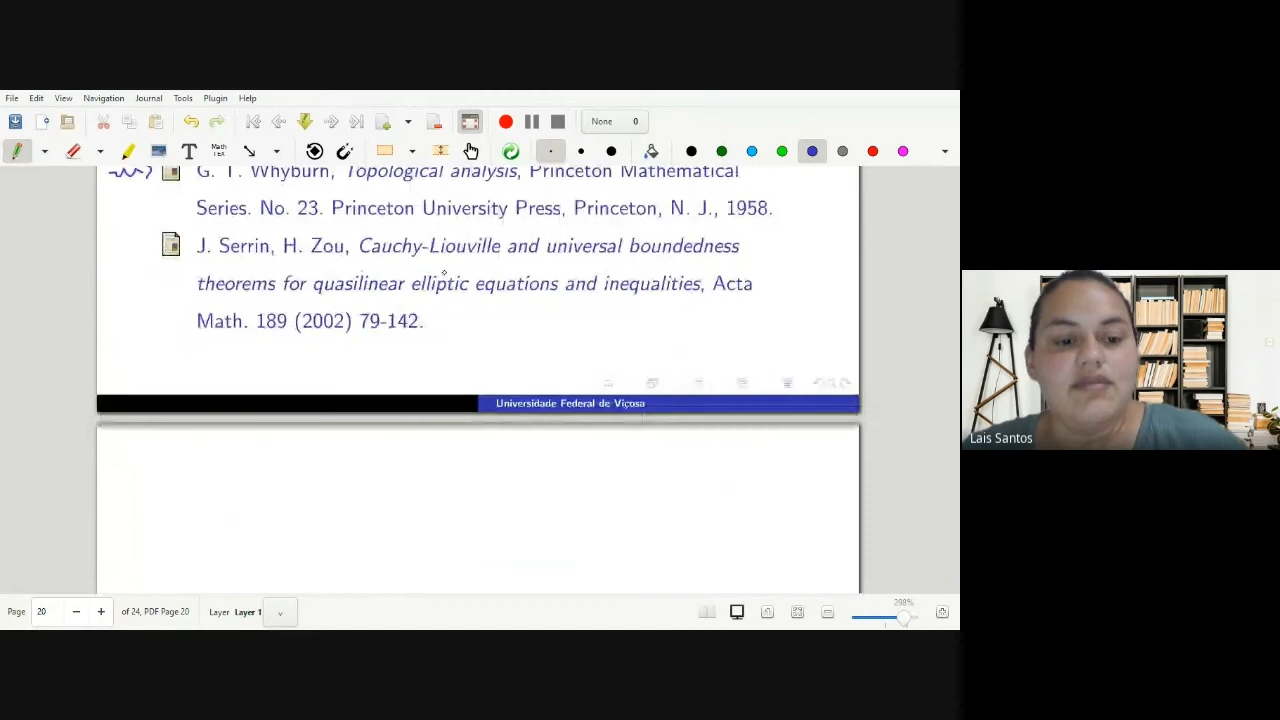 File Edit View Navigation Journal Tools Plugin Help
None 0
T Math TEX
G. T. Whyburn, Topological analysis, Princeton Mathematical
Series. No. 23. Princeton University Press, Princeton, N. J., 1958.
J. Serrin, H. Zou, Cauchy-Liouville and universal boundedness
theorems for quasilinear elliptic equations and inequalities, Acta
Math. 189 (2002) 79-142.
Universidade Federal de Viçosa
Page 20 of 24, PDF Page 20 Layer Layer 1 298%
Lais Santos